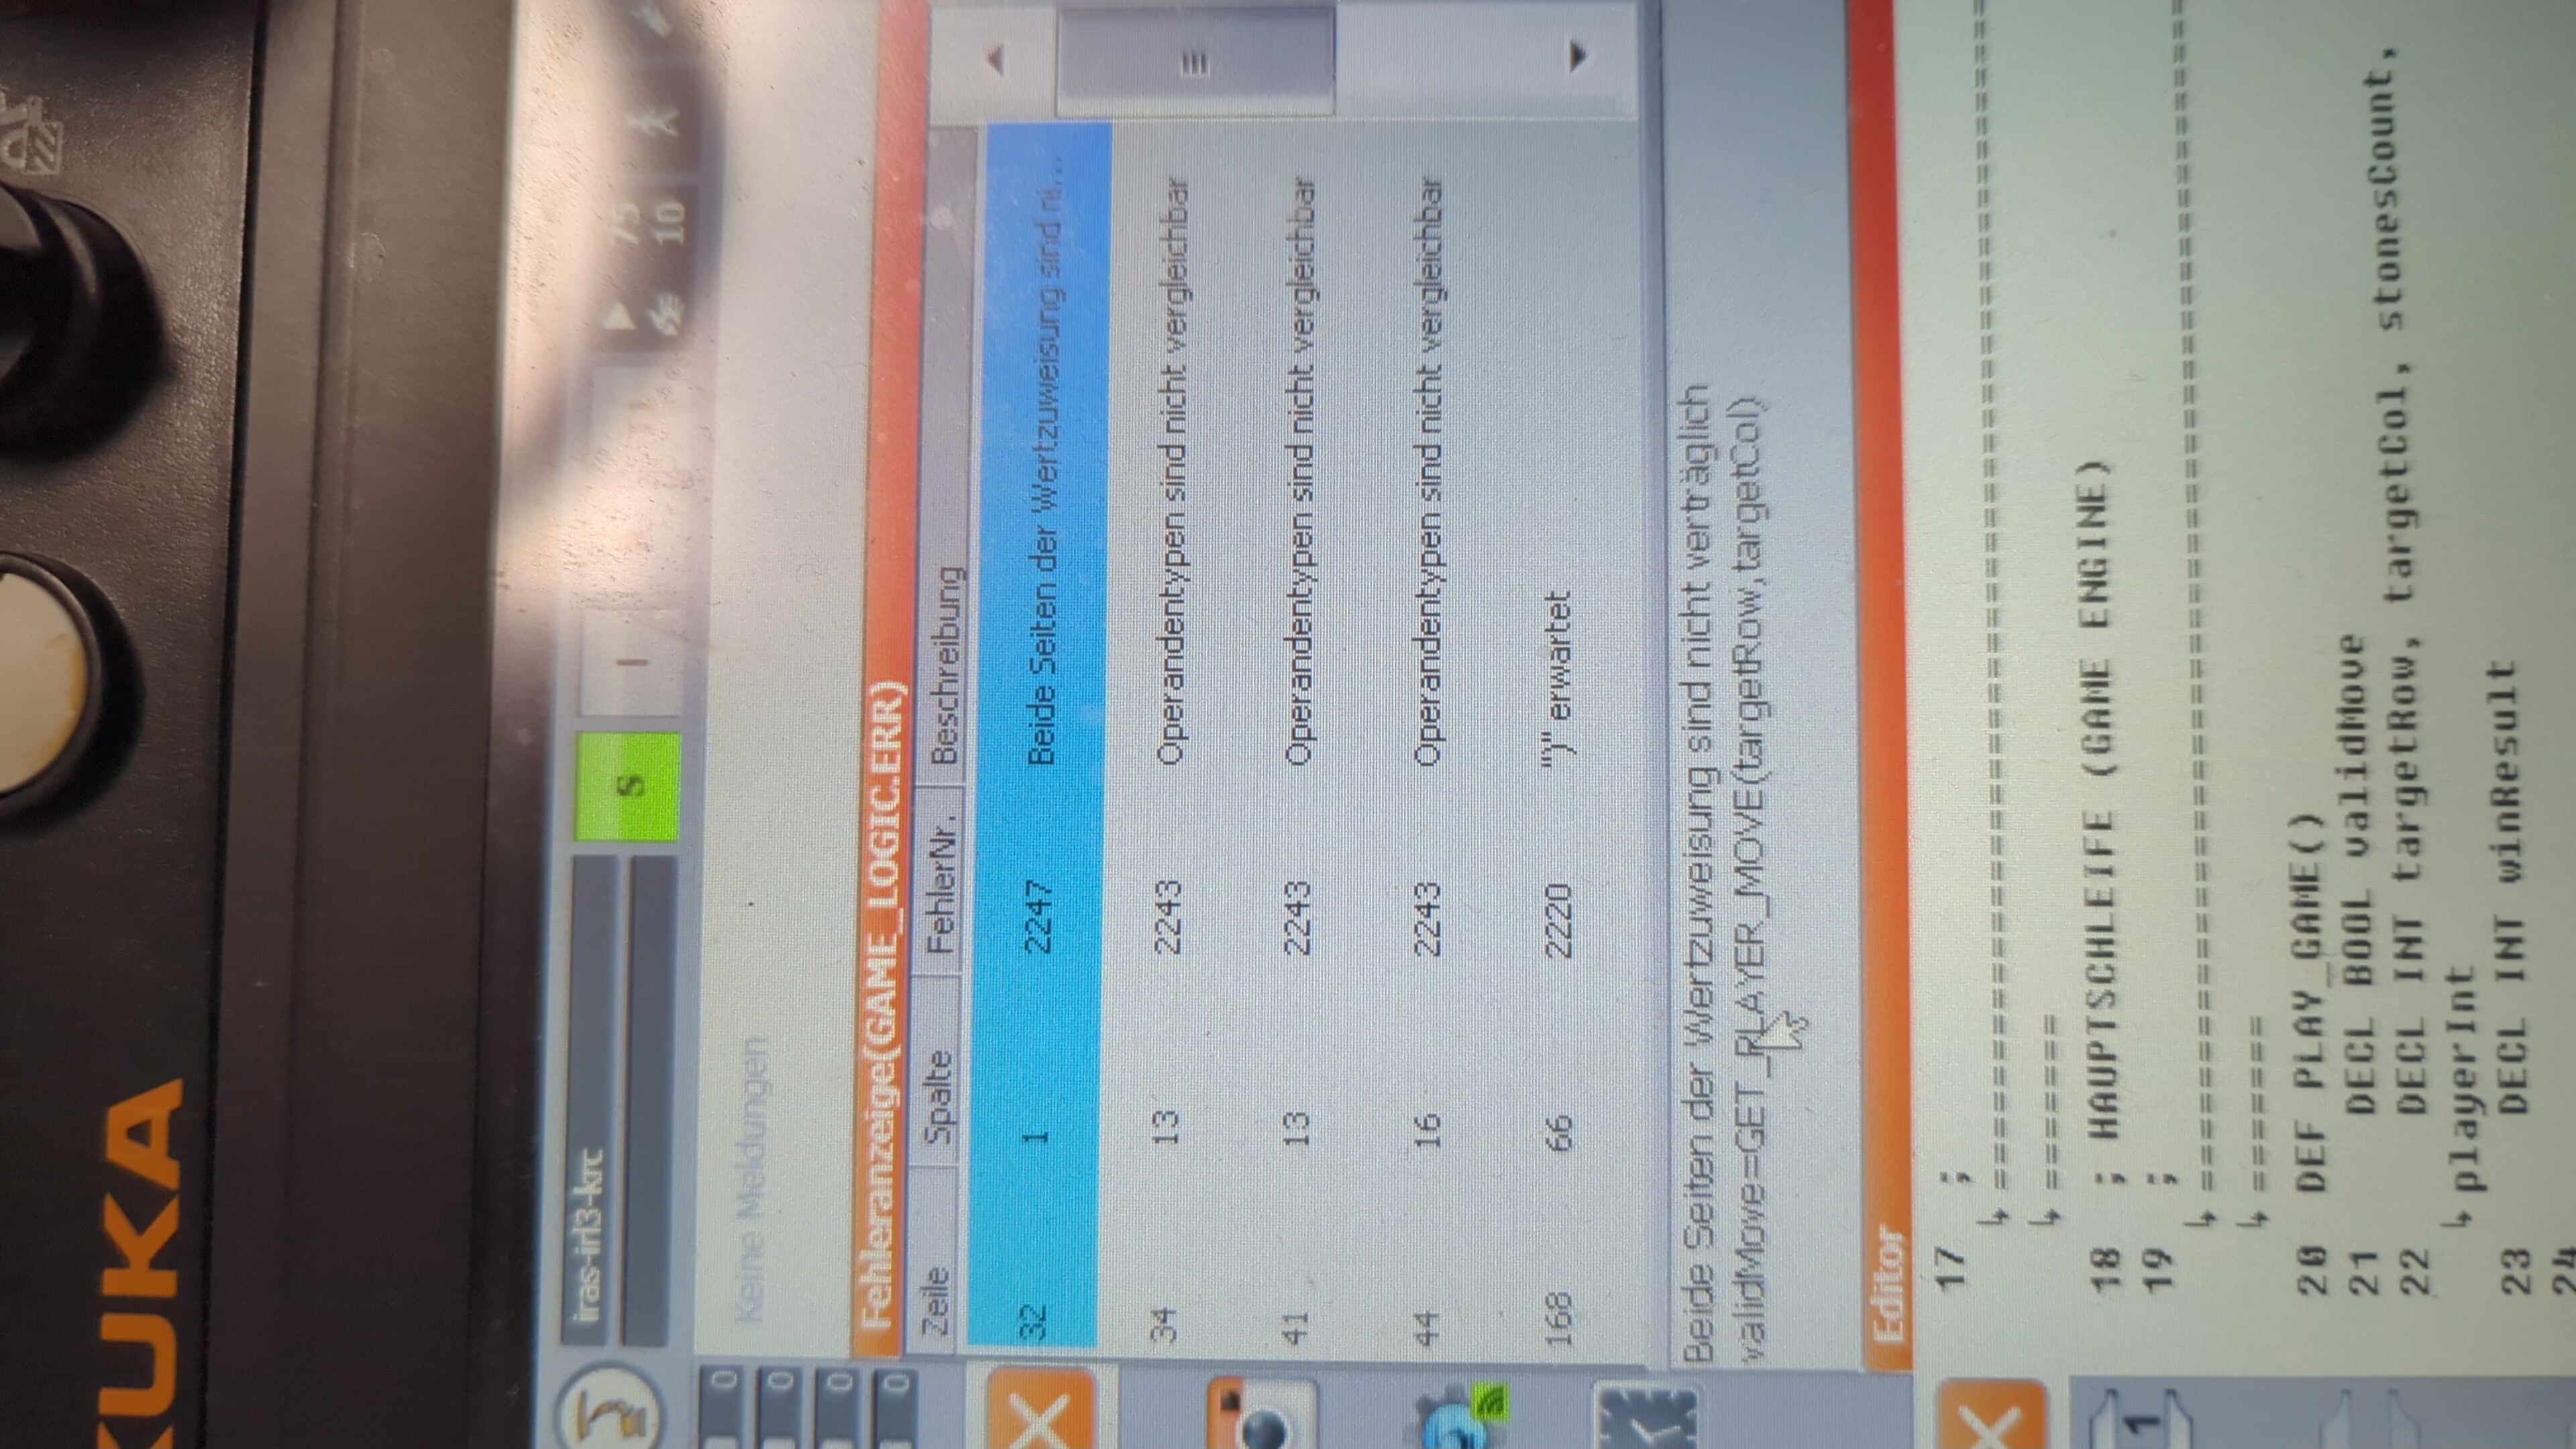 KUKA
iras-irl3-krc
S
I
75
10
0
Keine Meldungen
0
0
0
Fehleranzeige(GAME_LOGIC.ERR)
Zeile Spalte FehlerNr. Beschreibung
32 1 2247 Beide Seiten der Wertzuweisung sind ni...
34 13 2243 Operandentypen sind nicht vergleichbar
41 13 2243 Operandentypen sind nicht vergleichbar
44 16 2243 Operandentypen sind nicht vergleichbar
168 66 2220 ")" erwartet
Beide Seiten der Wertzuweisung sind nicht verträglich
validMove=GET_PLAYER_MOVE(targetRow,targetCol)
Editor
17 ;
↳ ==============================================
↳ =======
18 ; HAUPTSCHLEIFE (GAME ENGINE)
19 ;
↳ ==============================================
↳ =======
1
20 DEF PLAY_GAME()
21 DECL BOOL validMove
22 DECL INT targetRow, targetCol, stonesCount,
↳ playerInt
23 DECL INT winResult
24